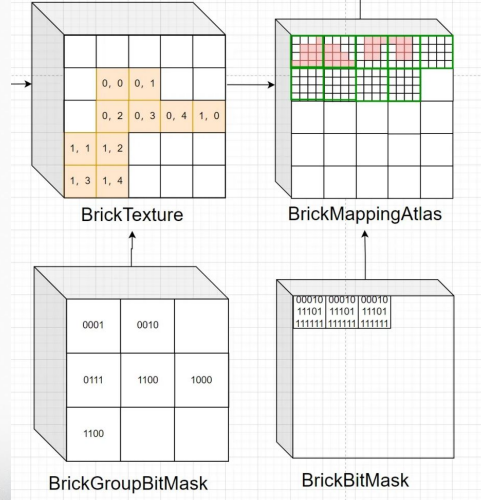 0, 0 0, 1
0, 2 0, 3 0, 4 1, 0
1, 1 1, 2
1, 3 1, 4
BrickTexture
BrickMappingAtlas
0001 0010
0111 1100 1000
1100
BrickGroupBitMask
00010 00010 00010
11101 11101 11101
111111 111111 111111
BrickBitMask